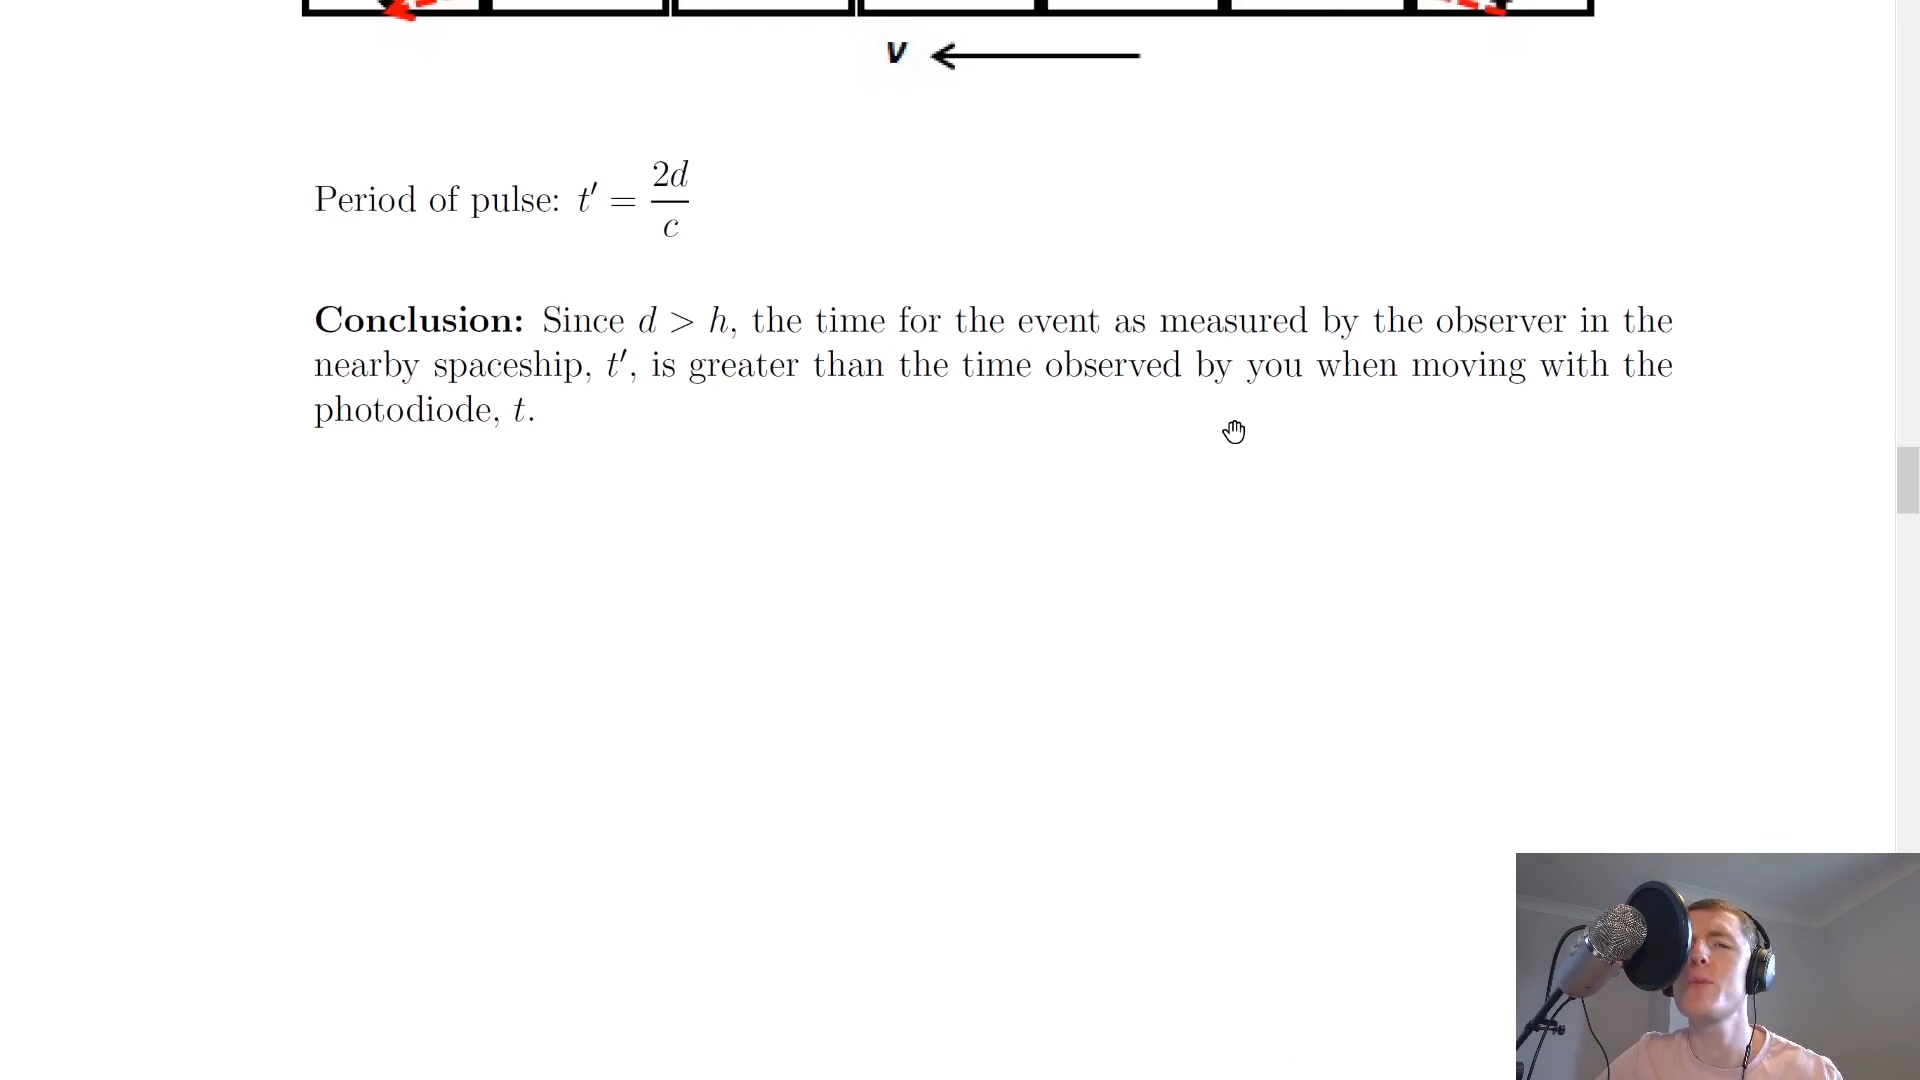 v
Period of pulse: t′ = 2d/c
Conclusion: Since d > h, the time for the event as measured by the observer in the
nearby spaceship, t′, is greater than the time observed by you when moving with the
photodiode, t.